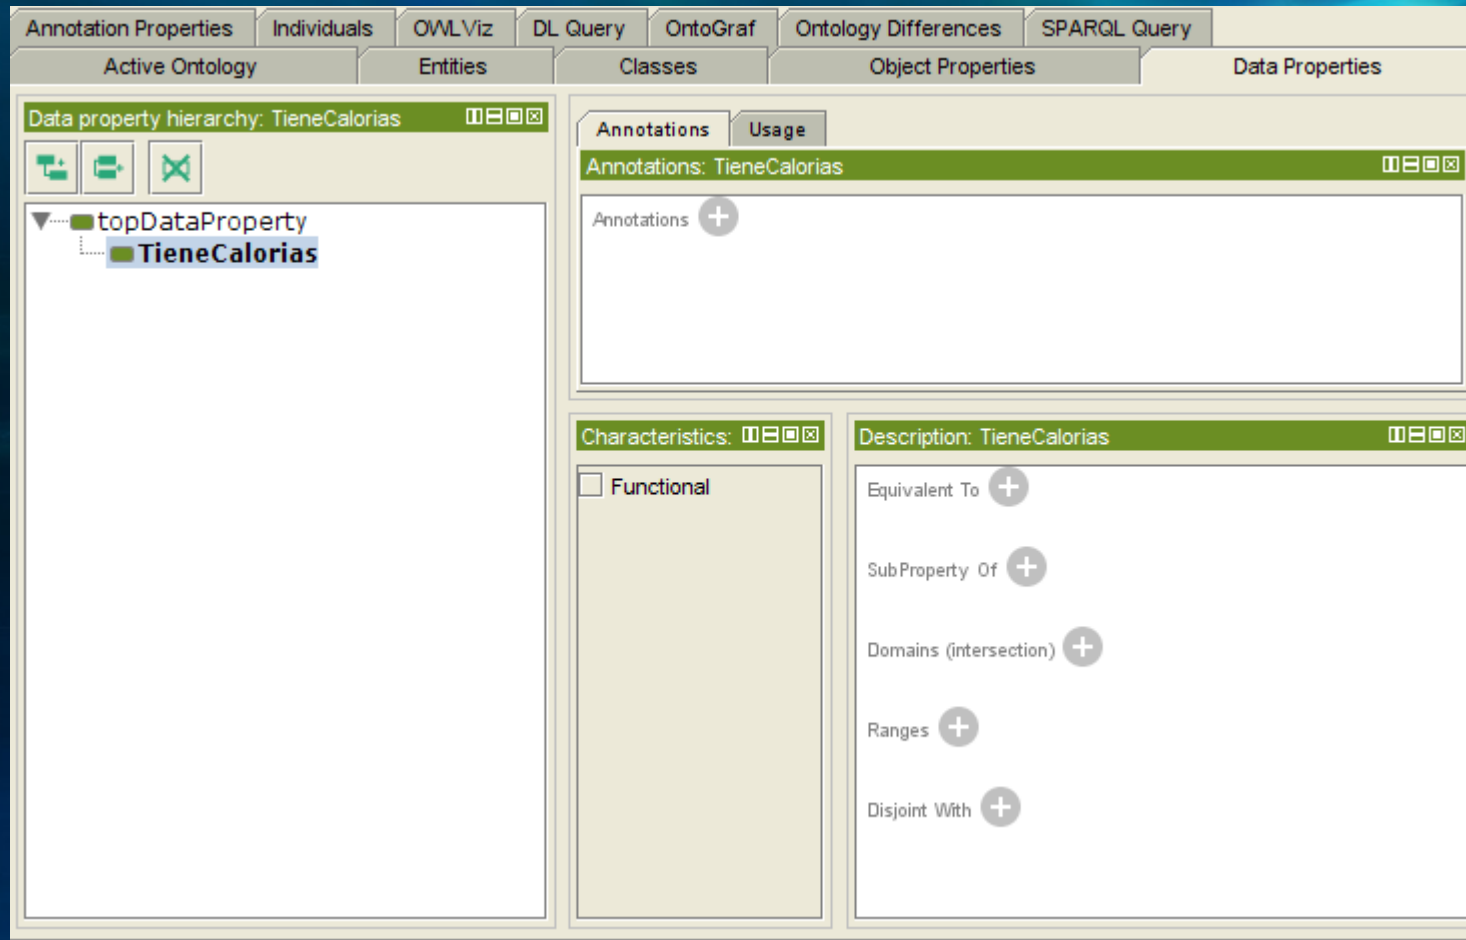 Annotation Properties Individuals OWLViz DL Query OntoGraf Ontology Differences SPARQL Query
Active Ontology Entities Classes Object Properties Data Properties
Data property hierarchy: TieneCalorias
topDataProperty
TieneCalorias
Annotations Usage
Annotations: TieneCalorias
Annotations
Characteristics:
Functional
Description: TieneCalorias
Equivalent To
SubProperty Of
Domains (intersection)
Ranges
Disjoint With